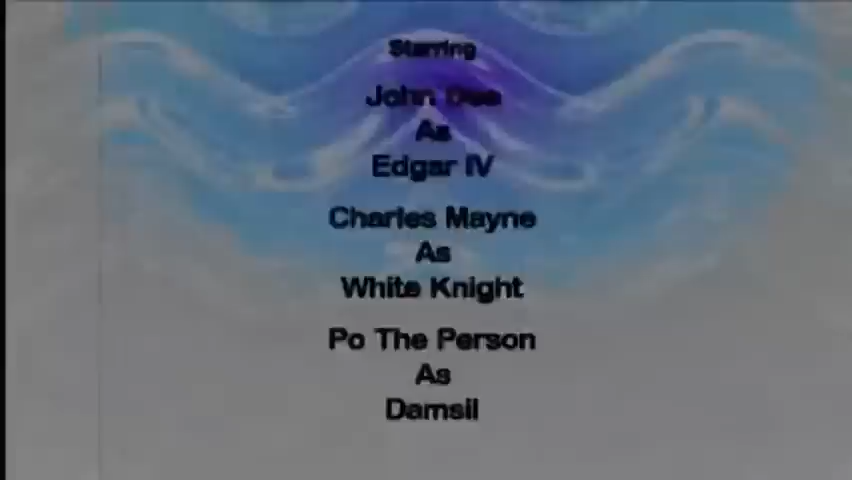 Starring
John Dee
As
Edgar IV
Charles Mayne
As
White Knight
Po The Person
As
Damsil